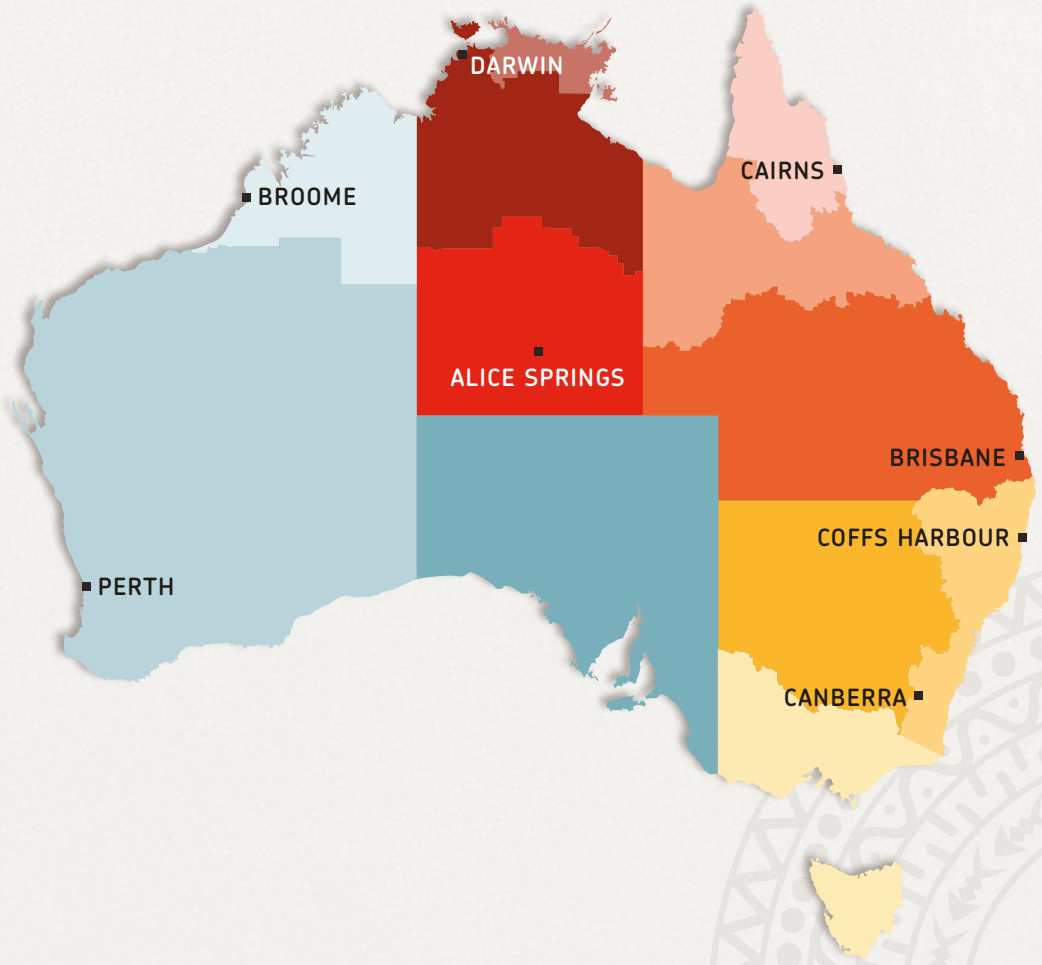 DARWIN
CAIRNS
BROOME
ALICE SPRINGS
BRISBANE
COFFS HARBOUR
PERTH
CANBERRA